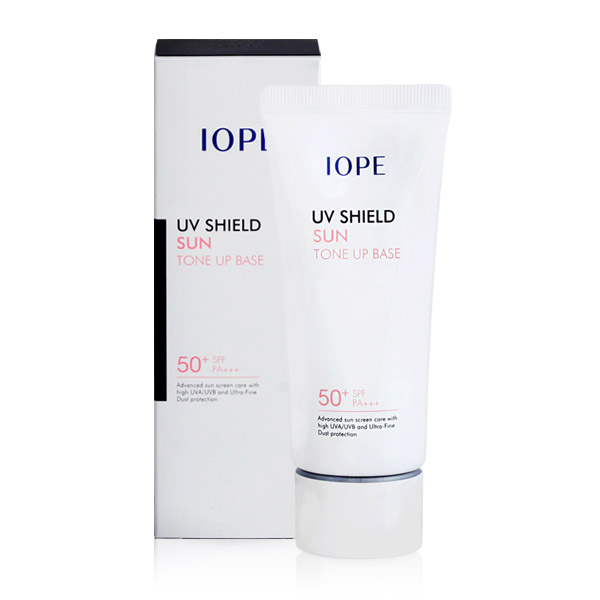 IOPE
UV SHIELD
SUN
TONE UP BASE
50+ SPF
PA+++
Advanced sun screen care with
high UVA/UVB and Ultra-Fine
Dust protection
IOPE
UV SHIELD
SUN
TONE UP BASE
50+ SPF
PA+++
Advanced sun screen care with
high UVA/UVB and Ultra-Fine
Dust protection